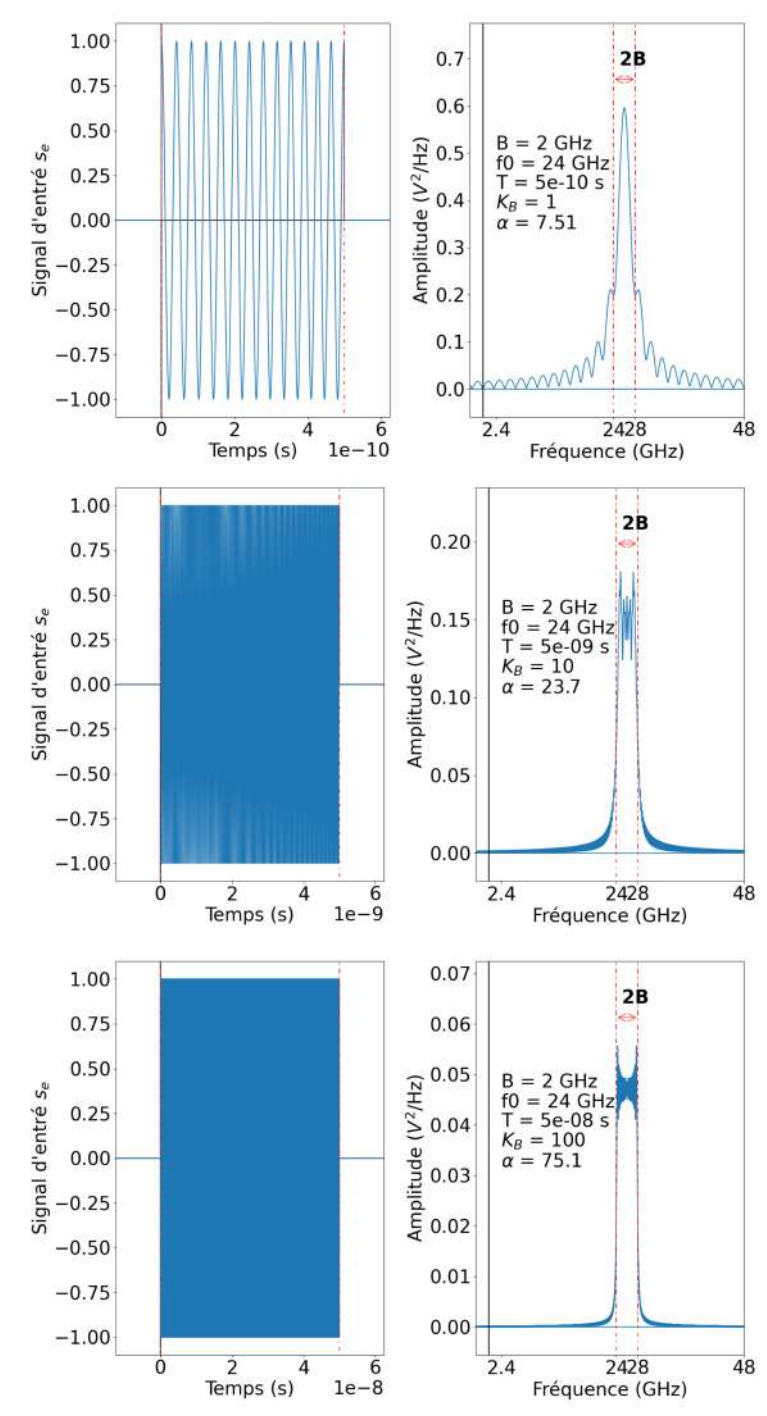 1.00
0.75
0.50
0.25
0.00
−0.25
−0.50
−0.75
−1.00
Signal d'entré sₑ
0 2 4 6
Temps (s) 1e−10
0.7
0.6
0.5
0.4
0.3
0.2
0.1
0.0
Amplitude (V²/Hz)
2B
B = 2 GHz
f0 = 24 GHz
T = 5e-10 s
K_B = 1
α = 7.51
2.4 24 28 48
Fréquence (GHz)
1.00
0.75
0.50
0.25
0.00
−0.25
−0.50
−0.75
−1.00
Signal d'entré sₑ
0 2 4 6
Temps (s) 1e−9
0.20
0.15
0.10
0.05
0.00
Amplitude (V²/Hz)
2B
B = 2 GHz
f0 = 24 GHz
T = 5e-09 s
K_B = 10
α = 23.7
2.4 24 28 48
Fréquence (GHz)
1.00
0.75
0.50
0.25
0.00
−0.25
−0.50
−0.75
−1.00
Signal d'entré sₑ
0 2 4 6
Temps (s) 1e−8
0.07
0.06
0.05
0.04
0.03
0.02
0.01
0.00
Amplitude (V²/Hz)
2B
B = 2 GHz
f0 = 24 GHz
T = 5e-08 s
K_B = 100
α = 75.1
2.4 24 28 48
Fréquence (GHz)